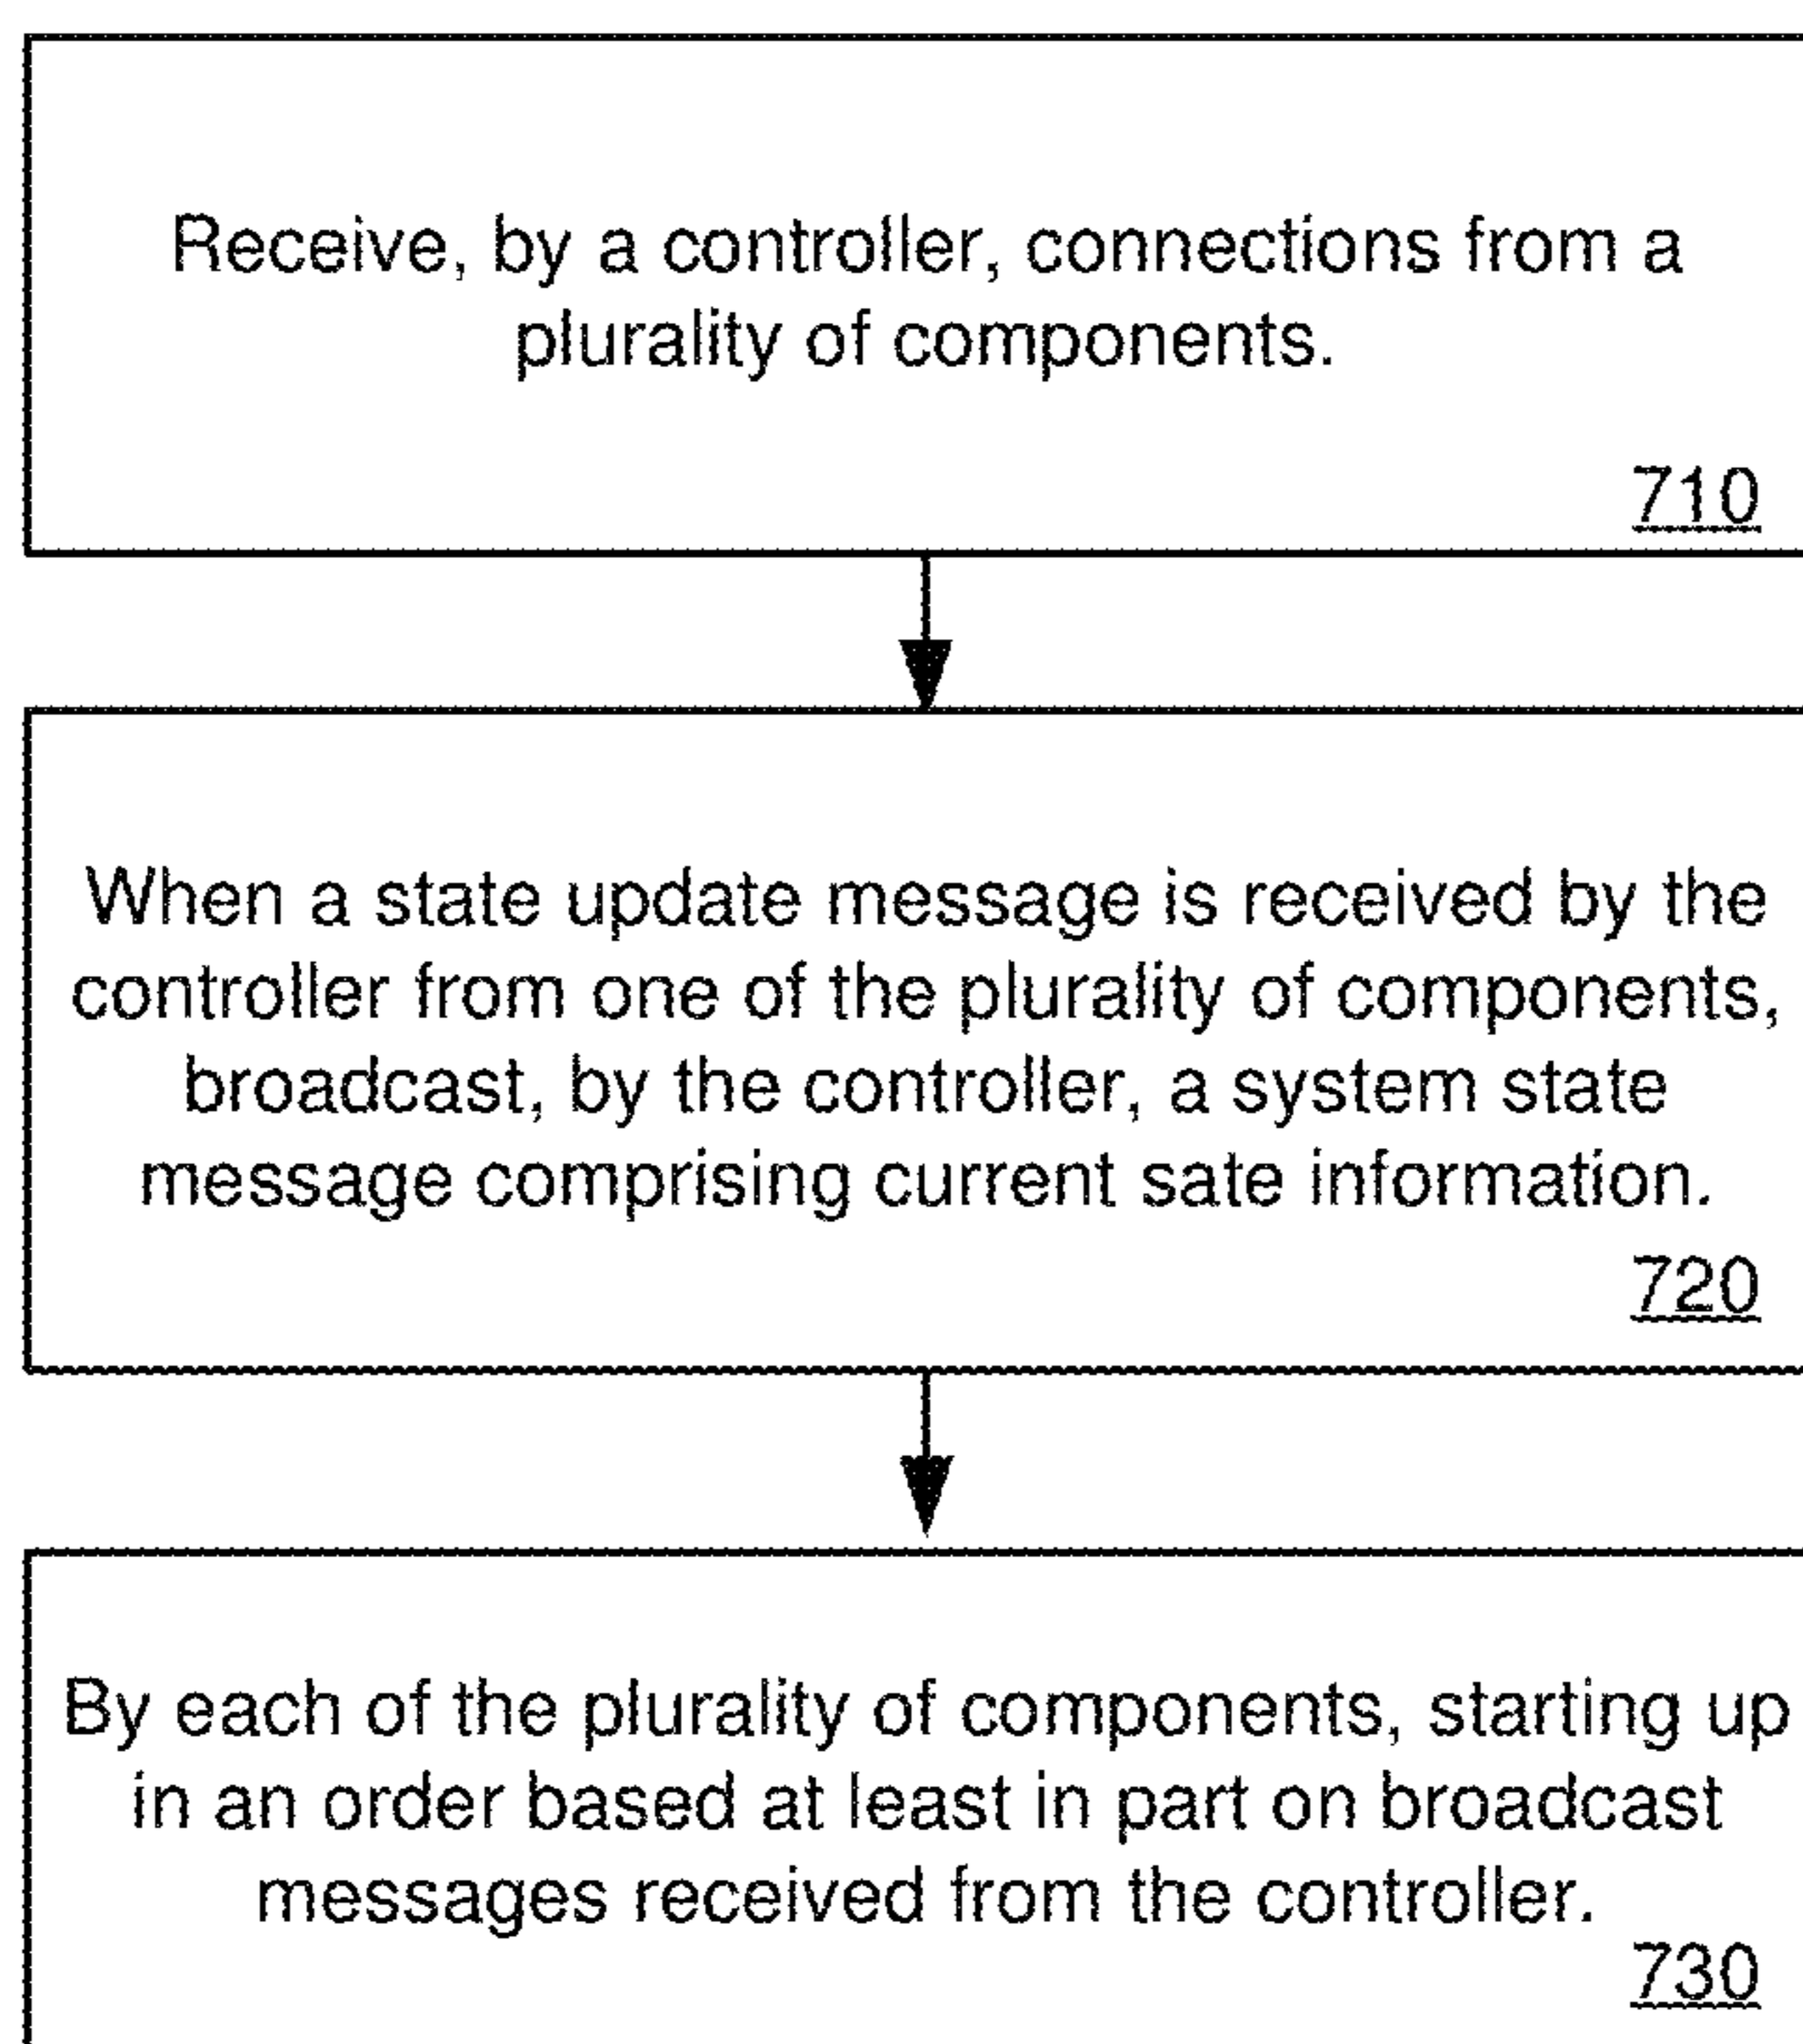 Receive, by a controller, connections from a
plurality of components.
710
When a state update message is received by the
controller from one of the plurality of components,
broadcast, by the controller, a system state
message comprising current sate information.
720
By each of the plurality of components, starting up
in an order based at least in part on broadcast
messages received from the controller.
730